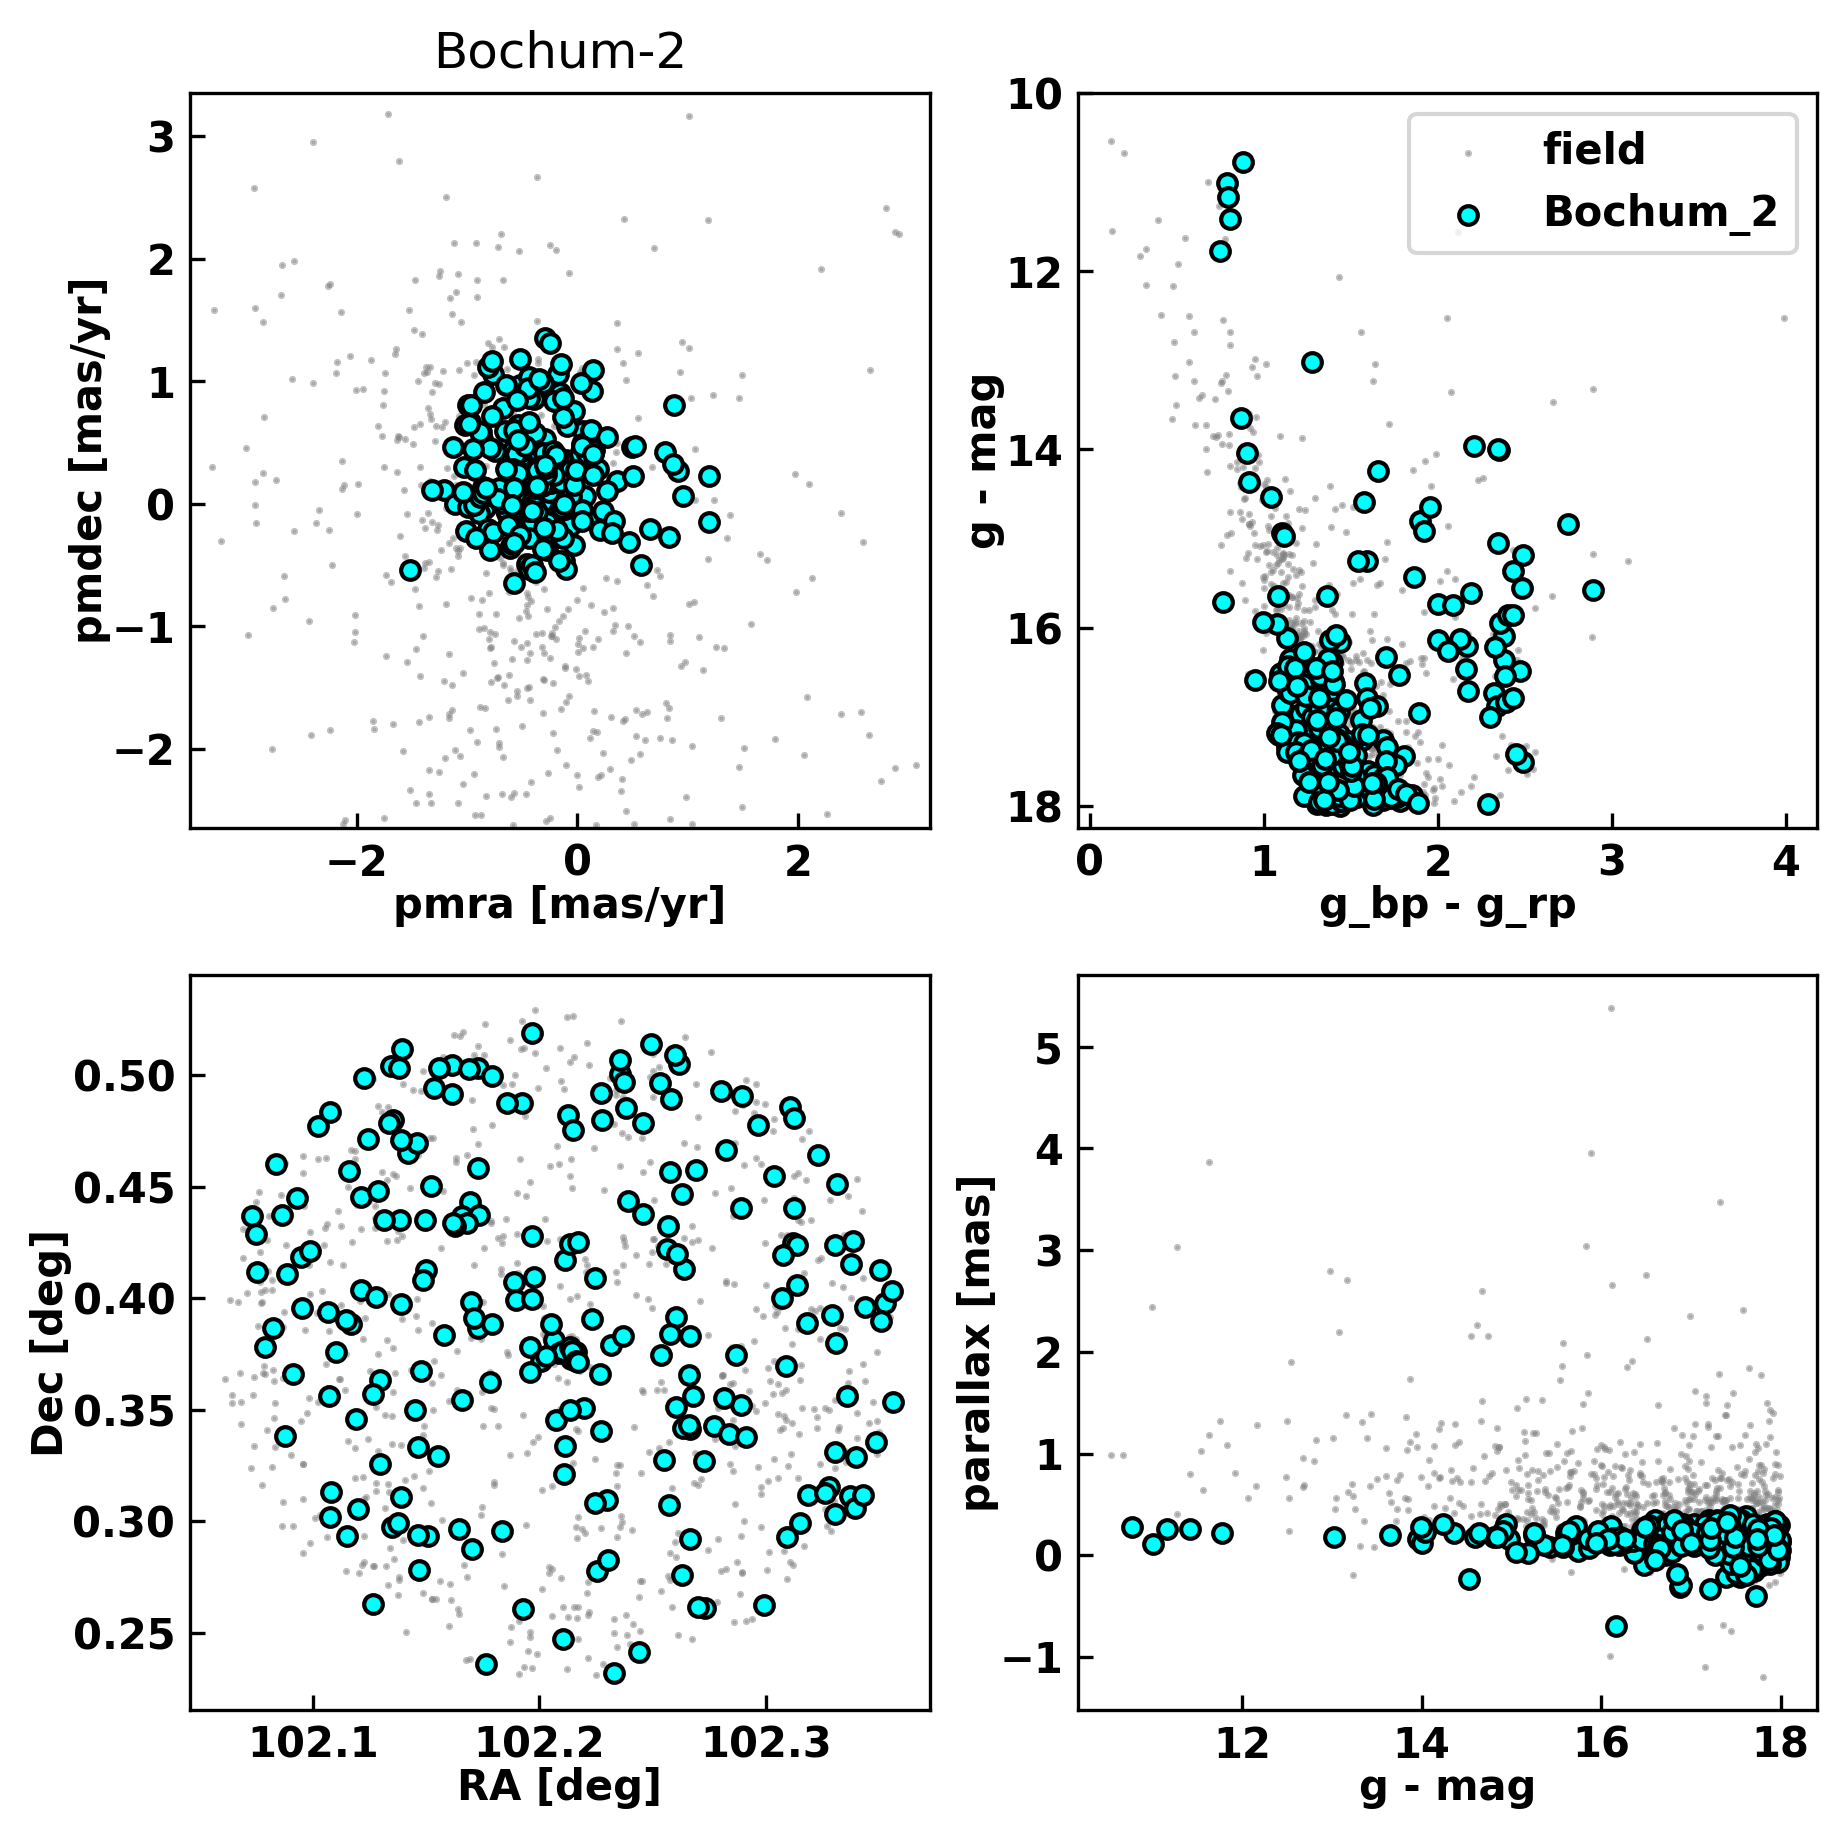 Bochum-2
3
2
1
0
−1
−2
pmdec [mas/yr]
−2 0 2
pmra [mas/yr]
10
12
14
16
18
g - mag
field
Bochum_2
0 1 2 3 4
g_bp - g_rp
0.50
0.45
0.40
0.35
0.30
0.25
Dec [deg]
102.1 102.2 102.3
RA [deg]
5
4
3
2
1
0
−1
parallax [mas]
12 14 16 18
g - mag